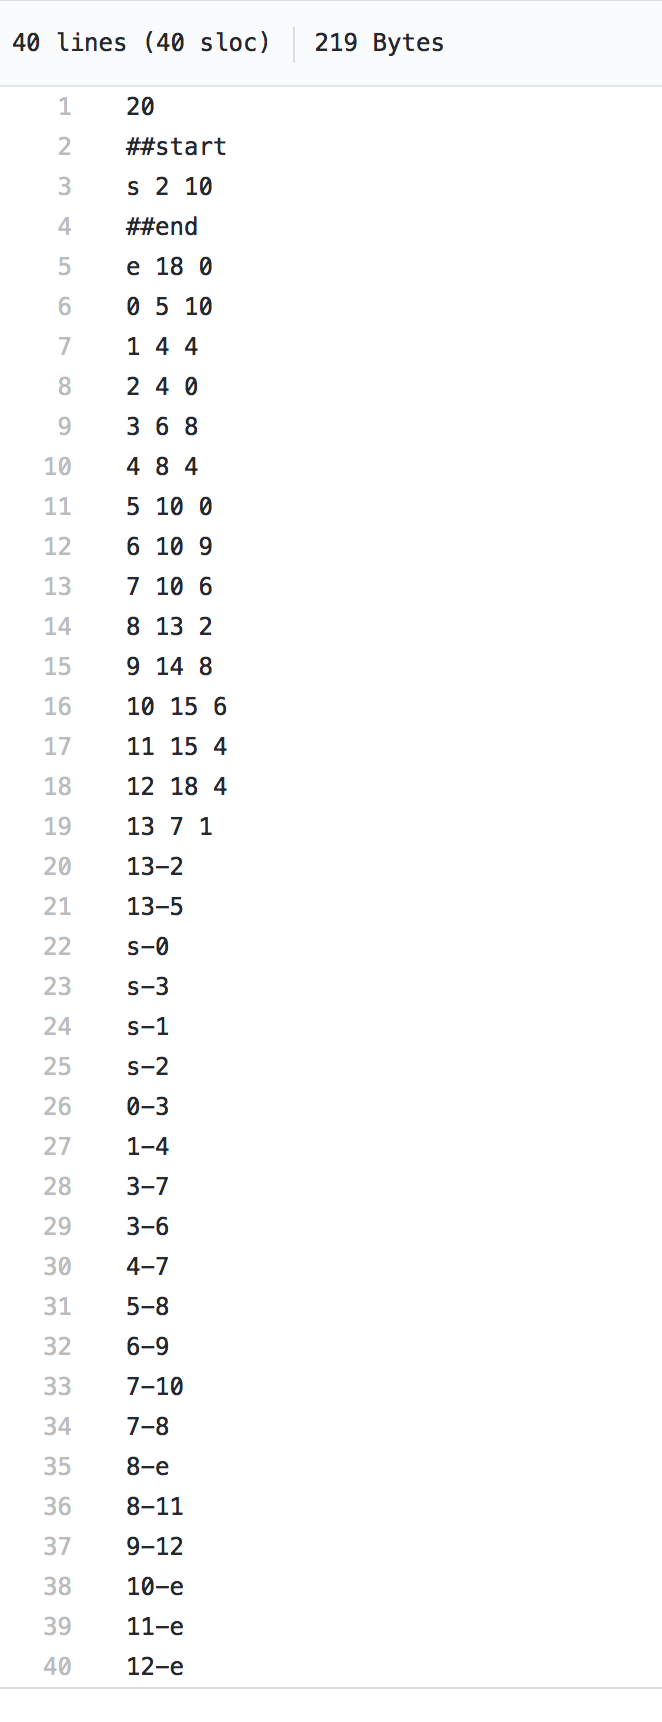 40 lines (40 sloc) 219 Bytes
1 20
2 ##start
3 s 2 10
4 ##end
5 e 18 0
6 0 5 10
7 1 4 4
8 2 4 0
9 3 6 8
10 4 8 4
11 5 10 0
12 6 10 9
13 7 10 6
14 8 13 2
15 9 14 8
16 10 15 6
17 11 15 4
18 12 18 4
19 13 7 1
20 13-2
21 13-5
22 s-0
23 s-3
24 s-1
25 s-2
26 0-3
27 1-4
28 3-7
29 3-6
30 4-7
31 5-8
32 6-9
33 7-10
34 7-8
35 8-e
36 8-11
37 9-12
38 10-e
39 11-e
40 12-e